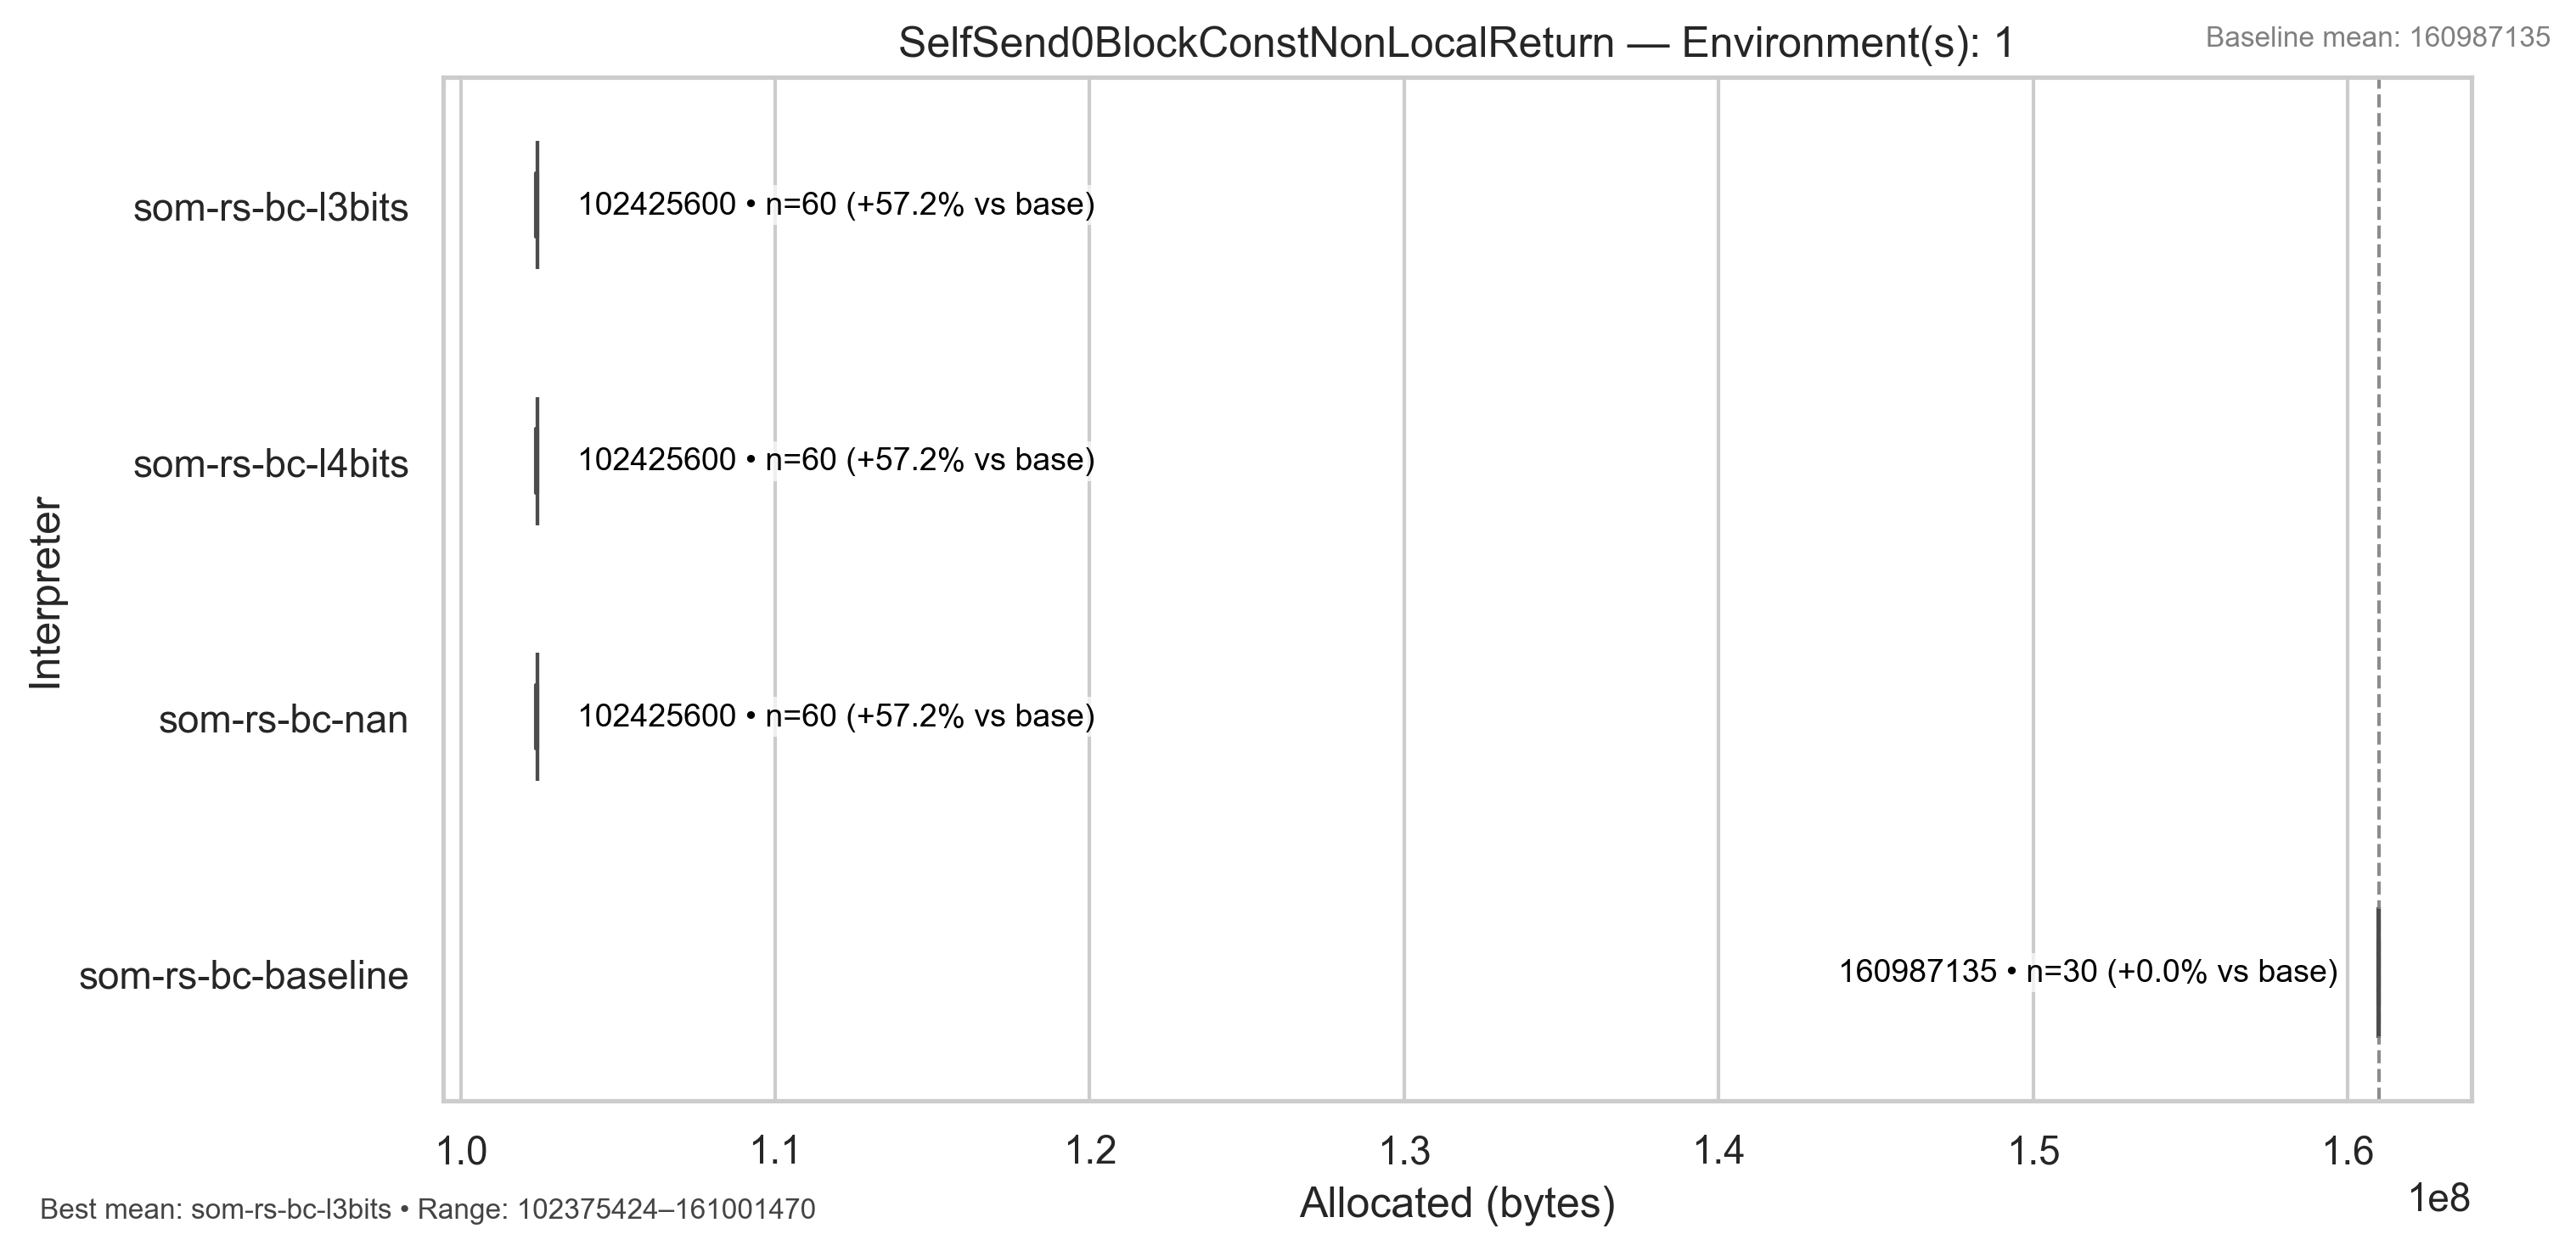 SelfSend0BlockConstNonLocalReturn — Environment(s): 1
Baseline mean: 160987135
Interpreter
som-rs-bc-l3bits
102425600 • n=60 (+57.2% vs base)
som-rs-bc-l4bits
102425600 • n=60 (+57.2% vs base)
som-rs-bc-nan
102425600 • n=60 (+57.2% vs base)
som-rs-bc-baseline
160987135 • n=30 (+0.0% vs base)
1.0 1.1 1.2 1.3 1.4 1.5 1.6
1e8
Allocated (bytes)
Best mean: som-rs-bc-l3bits • Range: 102375424–161001470